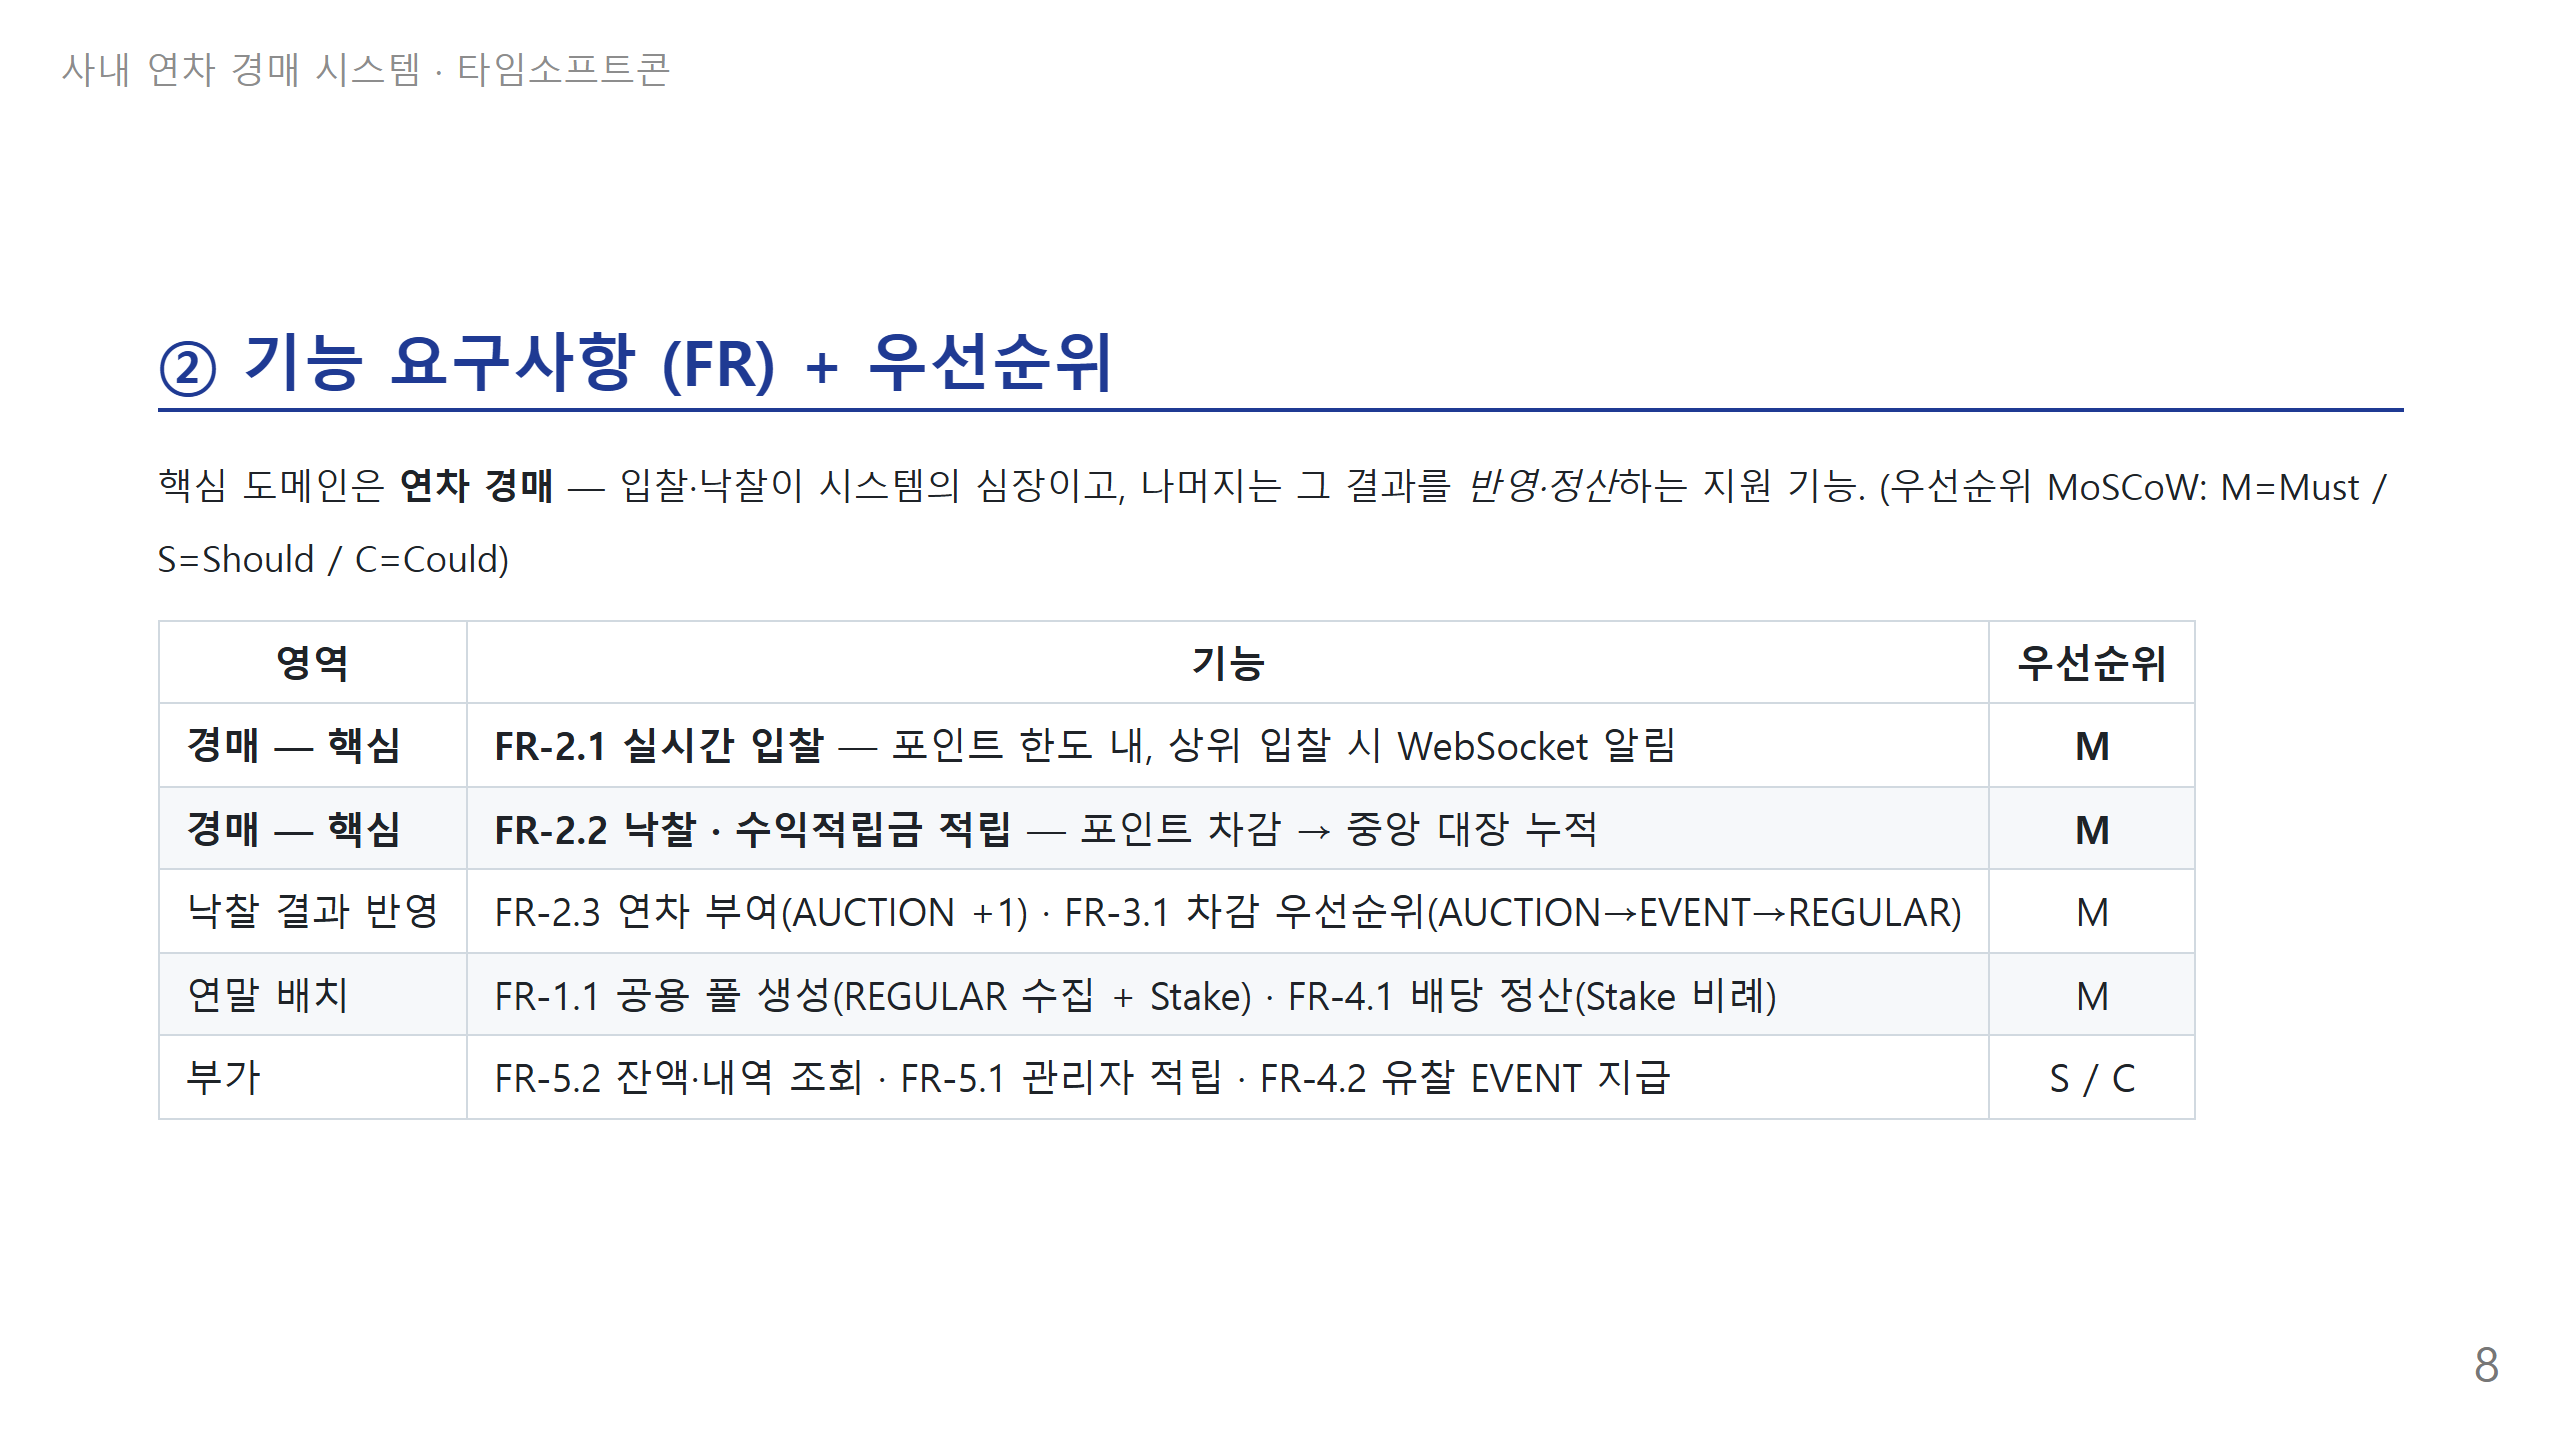 사내 연차 경매 시스템 · 타임소프트콘
② 기능 요구사항 (FR) + 우선순위
핵심 도메인은 연차 경매 — 입찰·낙찰이 시스템의 심장이고, 나머지는 그 결과를 반영·정산하는 지원 기능. (우선순위 MoSCoW: M=Must /
S=Should / C=Could)
영역 기능 우선순위
경매 — 핵심 FR-2.1 실시간 입찰 — 포인트 한도 내, 상위 입찰 시 WebSocket 알림 M
경매 — 핵심 FR-2.2 낙찰 · 수익적립금 적립 — 포인트 차감 → 중앙 대장 누적 M
낙찰 결과 반영 FR-2.3 연차 부여(AUCTION +1) · FR-3.1 차감 우선순위(AUCTION→EVENT→REGULAR) M
연말 배치 FR-1.1 공용 풀 생성(REGULAR 수집 + Stake) · FR-4.1 배당 정산(Stake 비례) M
부가 FR-5.2 잔액·내역 조회 · FR-5.1 관리자 적립 · FR-4.2 유찰 EVENT 지급 S / C
8